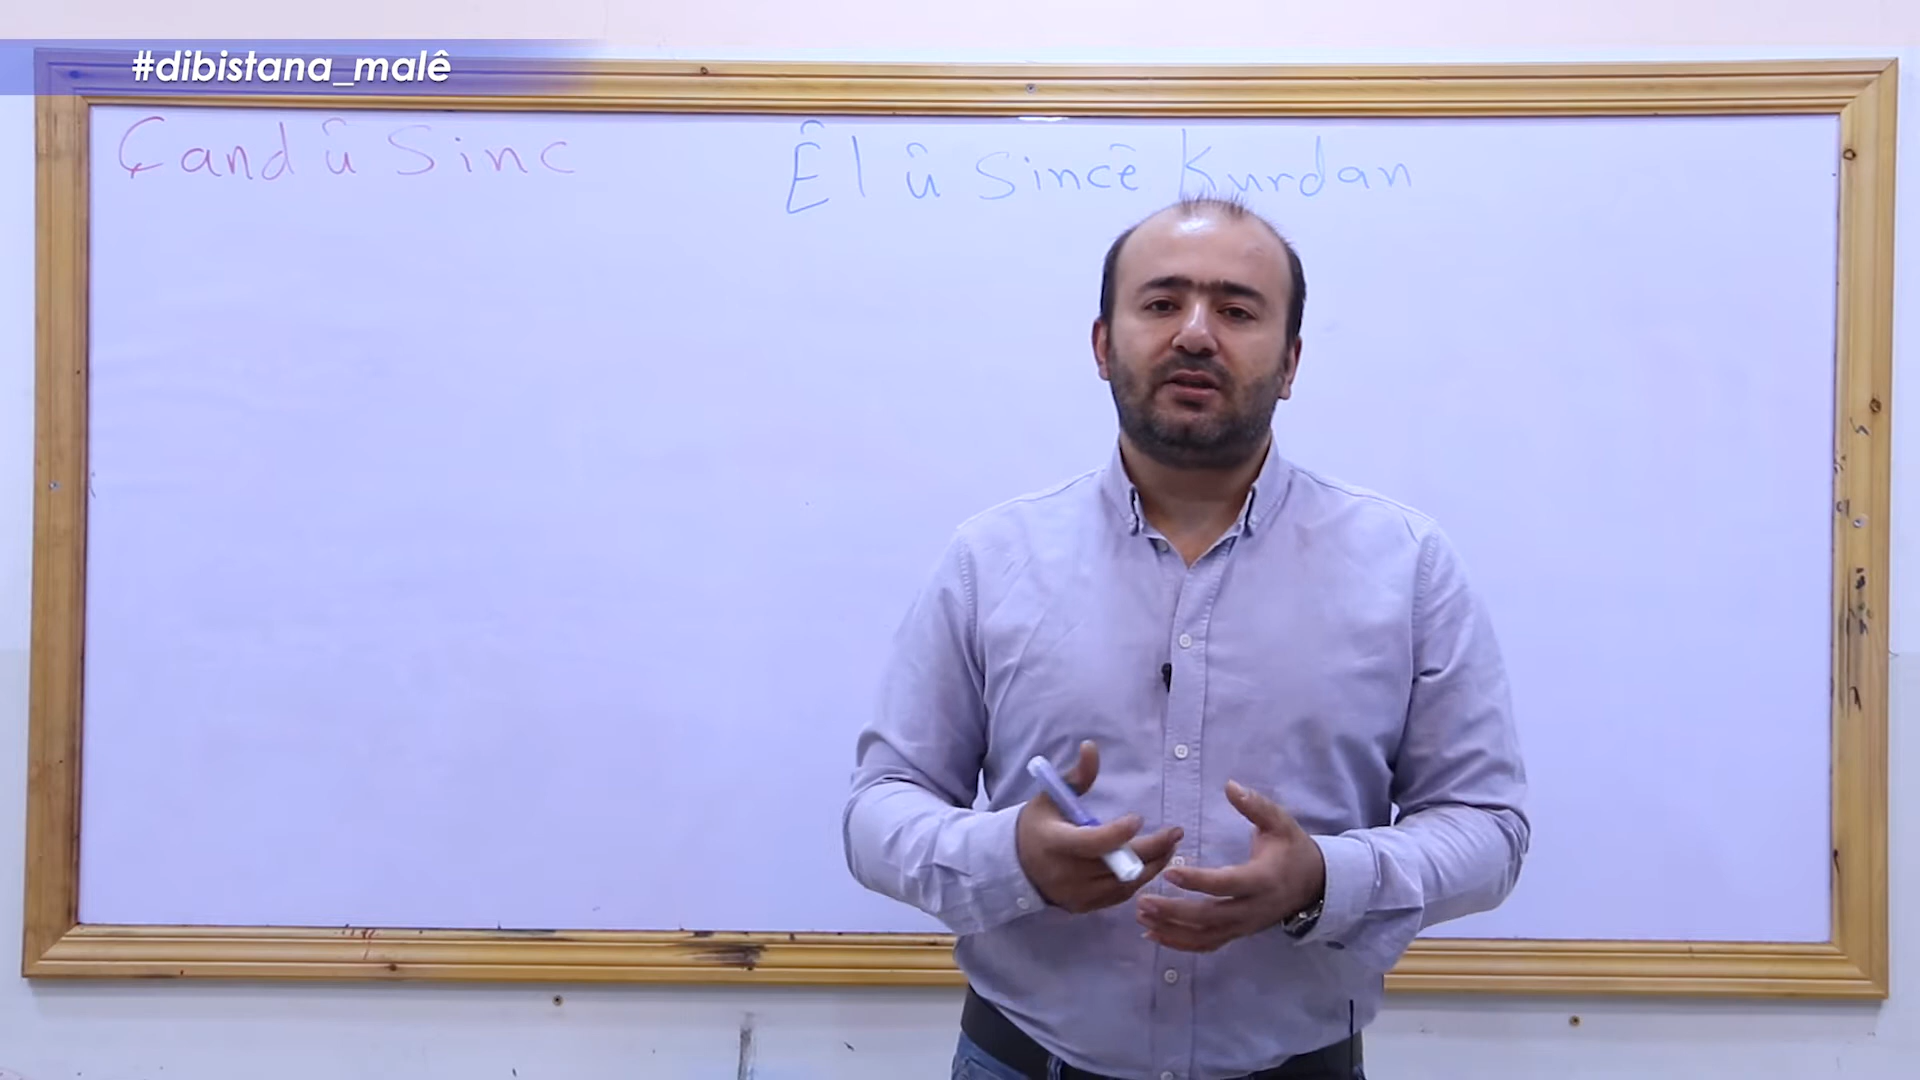 #dibistana_malê
Çand û Sinc
Êl û Sincê Kurdan